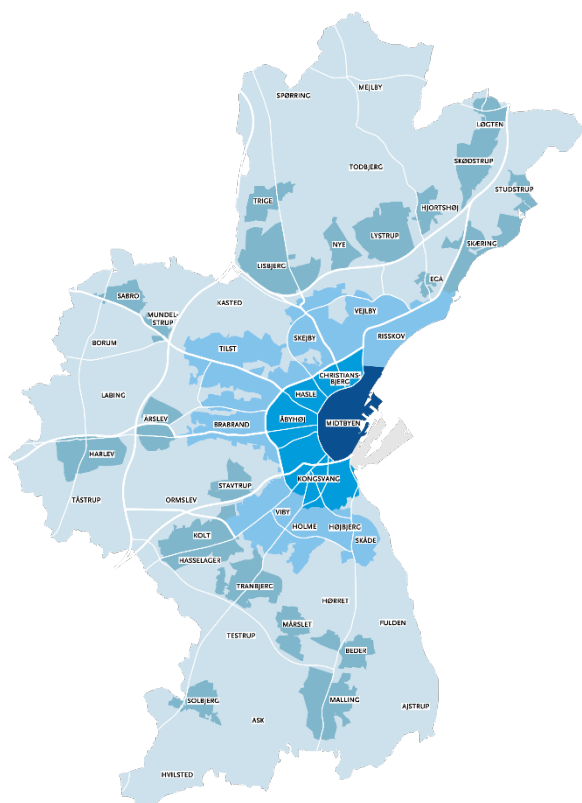 MEJLBY
SPØRRING
LØGTEN
SKØDSTRUP
TODBJERG
STUDSTRUP
TRIGE
HJORTSHØJ
LYSTRUP
NYE
SKÆRING
LISBJERG
EGÅ
SABRO
KASTED
VEJLBY
MUNDEL-
STRUP
RISSKOV
SKEJBY
BORUM
TILST
CHRISTIANS-
BJERG
LABING
HASLE
ÅRSLEV
ÅBYHØJ
MIDTBYEN
BRABRAND
HARLEV
KONGSVANG
STAVTRUP
TÅSTRUP
ORMSLEV
VIBY
HOLME
HØJBJERG
KOLT
SKÅDE
HASSELAGER
TRANBJERG
HØRRET
MÅRSLET
FULDEN
TESTRUP
BEDER
SOLBJERG
MALLING
AJSTRUP
ASK
HVILSTED